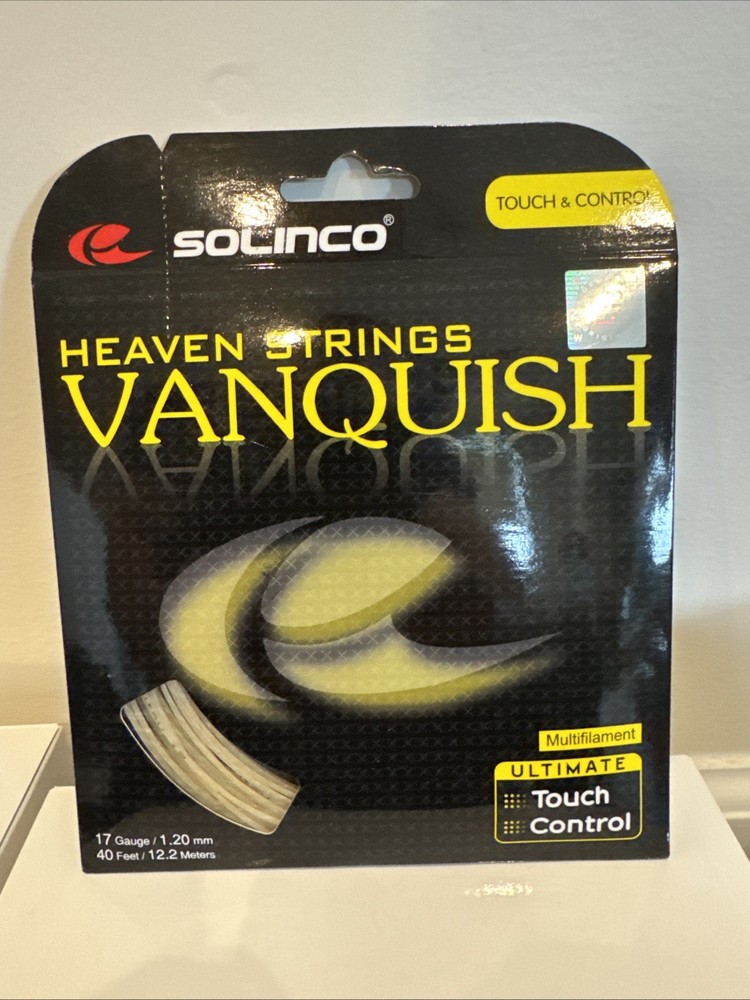 TOUCH & CONTROL
SOLINCO®
HEAVEN STRINGS
VANQUISH
Multifilament
ULTIMATE
Touch
Control
17 Gauge / 1.20 mm
40 Feet / 12.2 Meters